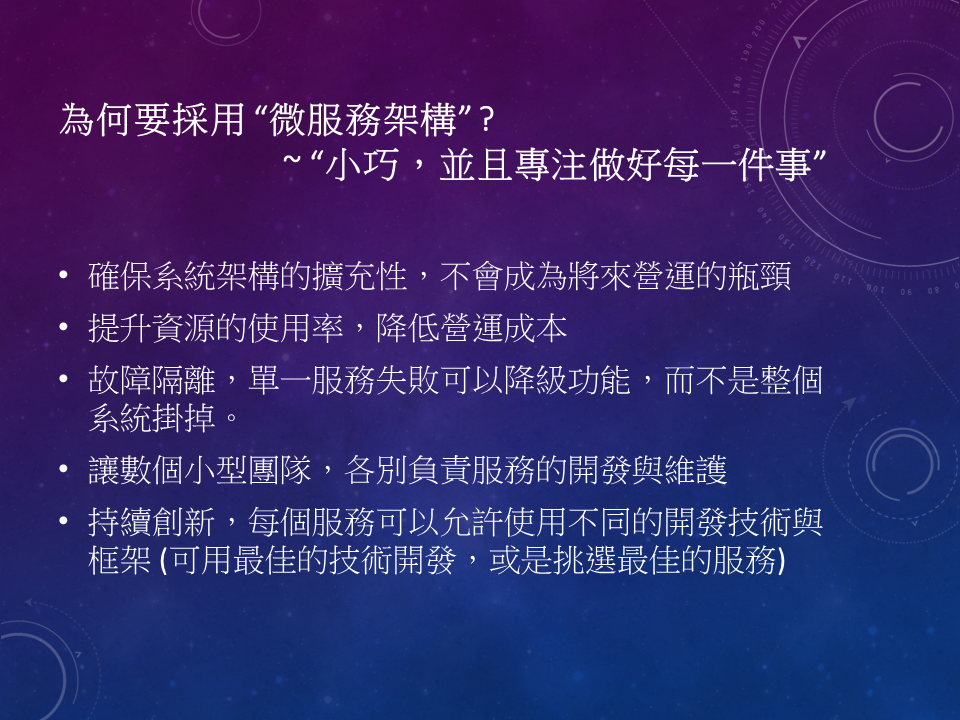 為何要採用 “微服務架構” ?
~ “小巧，並且專注做好每一件事”
• 確保系統架構的擴充性，不會成為將來營運的瓶頸
• 提升資源的使用率，降低營運成本
• 故障隔離，單一服務失敗可以降級功能，而不是整個
系統掛掉。
• 讓數個小型團隊，各別負責服務的開發與維護
• 持續創新，每個服務可以允許使用不同的開發技術與
框架 (可用最佳的技術開發，或是挑選最佳的服務)